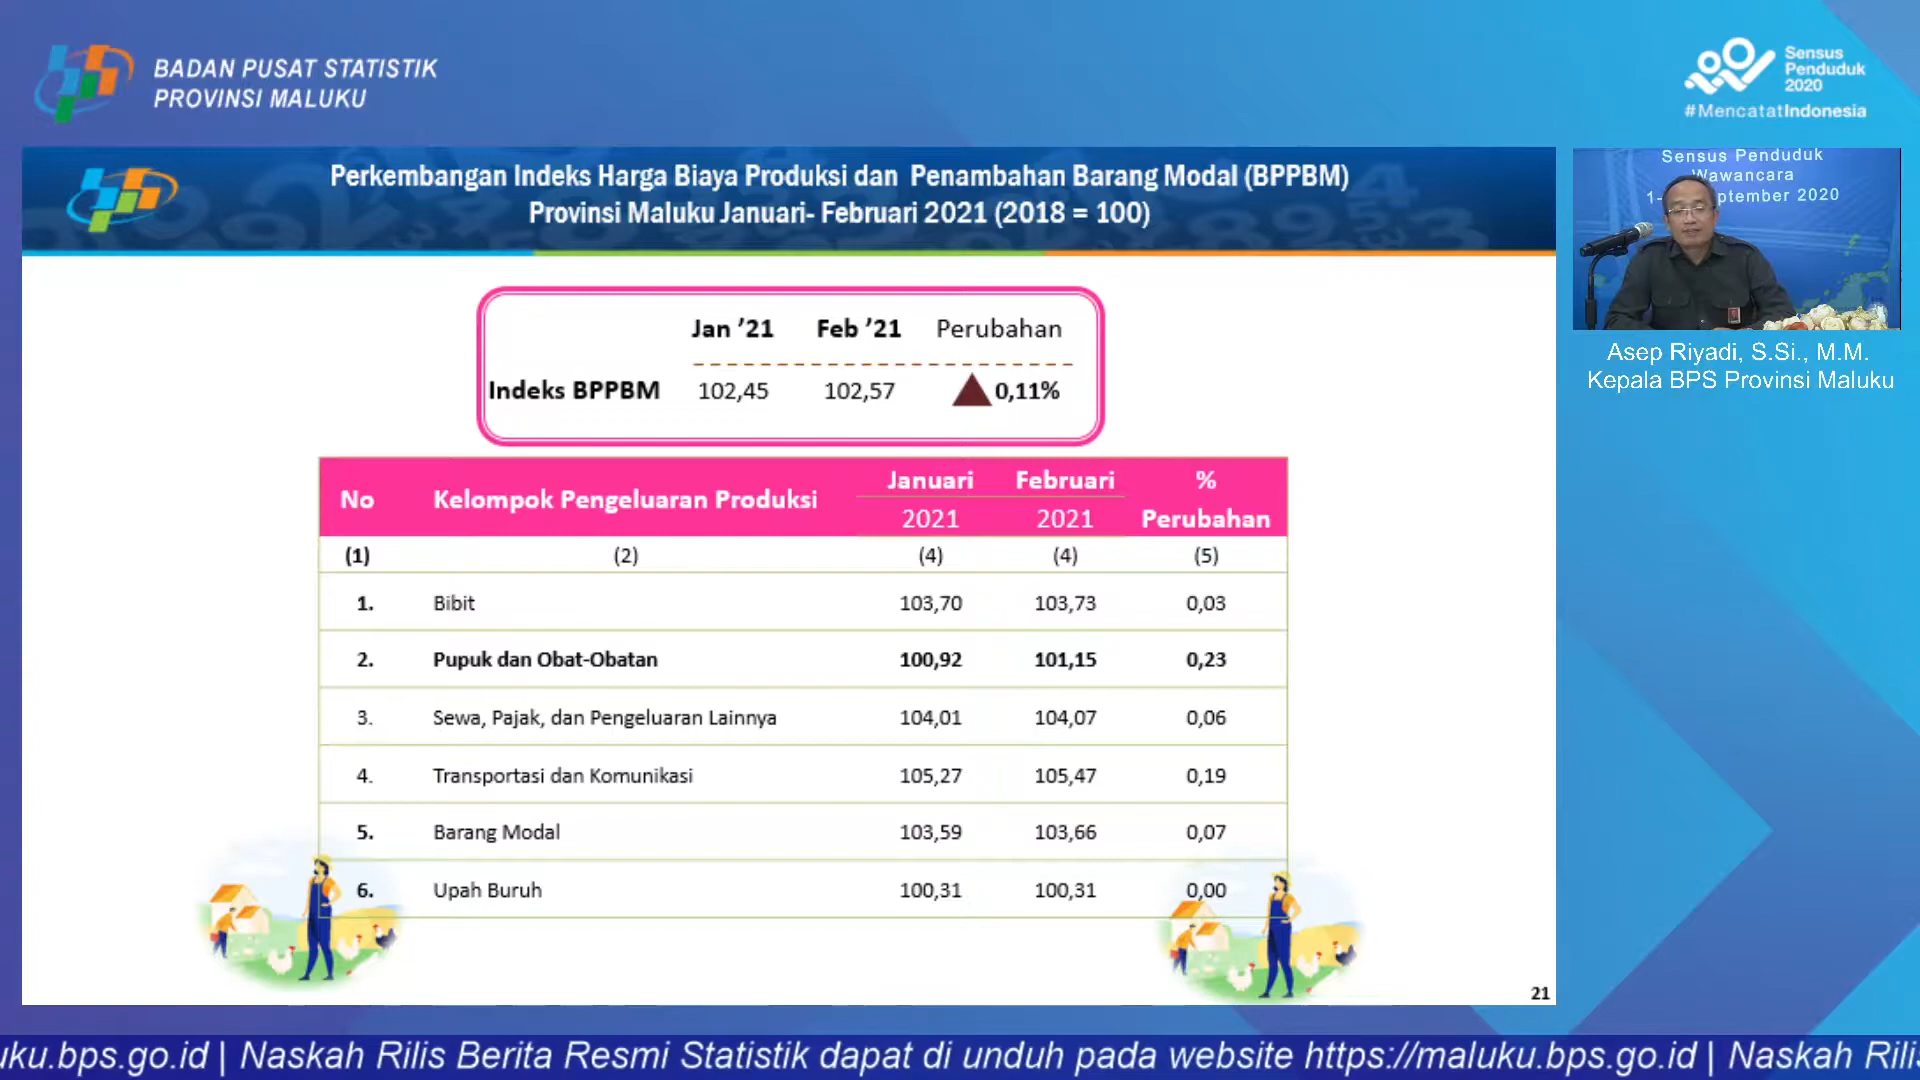 BADAN PUSAT STATISTIK
PROVINSI MALUKU
Sensus
Penduduk
2020
#MencatatIndonesia
Perkembangan Indeks Harga Biaya Produksi dan Penambahan Barang Modal (BPPBM)
Provinsi Maluku Januari- Februari 2021 (2018 = 100)
Jan ’21 Feb ’21 Perubahan
Indeks BPPBM 102,45 102,57 0,11%
No Kelompok Pengeluaran Produksi Januari Februari %
2021 2021 Perubahan
(1) (2) (4) (4) (5)
1. Bibit 103,70 103,73 0,03
2. Pupuk dan Obat-Obatan 100,92 101,15 0,23
3. Sewa, Pajak, dan Pengeluaran Lainnya 104,01 104,07 0,06
4. Transportasi dan Komunikasi 105,27 105,47 0,19
5. Barang Modal 103,59 103,66 0,07
6. Upah Buruh 100,31 100,31 0,00
21
Sensus Penduduk
Wawancara
1- ptember 2020
Asep Riyadi, S.Si., M.M.
Kepala BPS Provinsi Maluku
uku.bps.go.id | Naskah Rilis Berita Resmi Statistik dapat di unduh pada website https://maluku.bps.go.id | Naskah Rilis